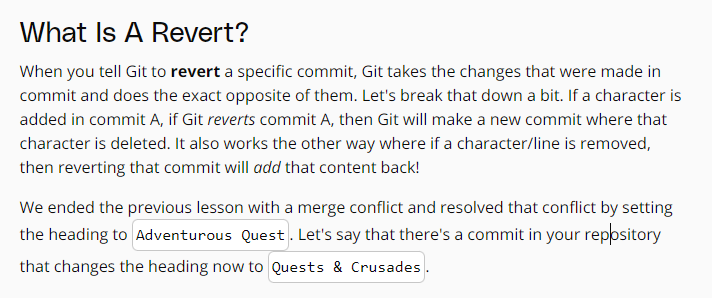 What Is A Revert?
When you tell Git to revert a specific commit, Git takes the changes that were made in
commit and does the exact opposite of them. Let's break that down a bit. If a character is
added in commit A, if Git reverts commit A, then Git will make a new commit where that
character is deleted. It also works the other way where if a character/line is removed,
then reverting that commit will add that content back!
We ended the previous lesson with a merge conflict and resolved that conflict by setting
the heading to Adventurous Quest. Let's say that there's a commit in your repository
that changes the heading now to Quests & Crusades.